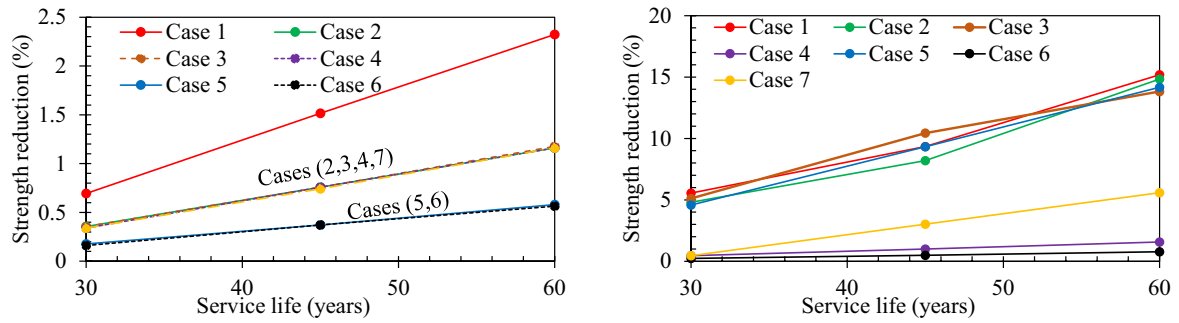 2.5
2
1.5
1
0.5
0
Strength reduction (%)
Case 1
Case 2
Case 3
Case 4
Case 5
Case 6
Cases (2,3,4,7)
Cases (5,6)
30
40
50
60
Service life (years)
20
15
10
5
0
Strength reduction (%)
Case 1
Case 2
Case 3
Case 4
Case 5
Case 6
Case 7
30
40
50
60
Service life (years)